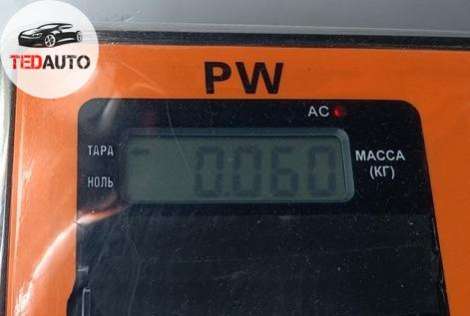 TEDAUTO
PW
AC
ТАРА
НОЛЬ
0.060
МАССА
(КГ)